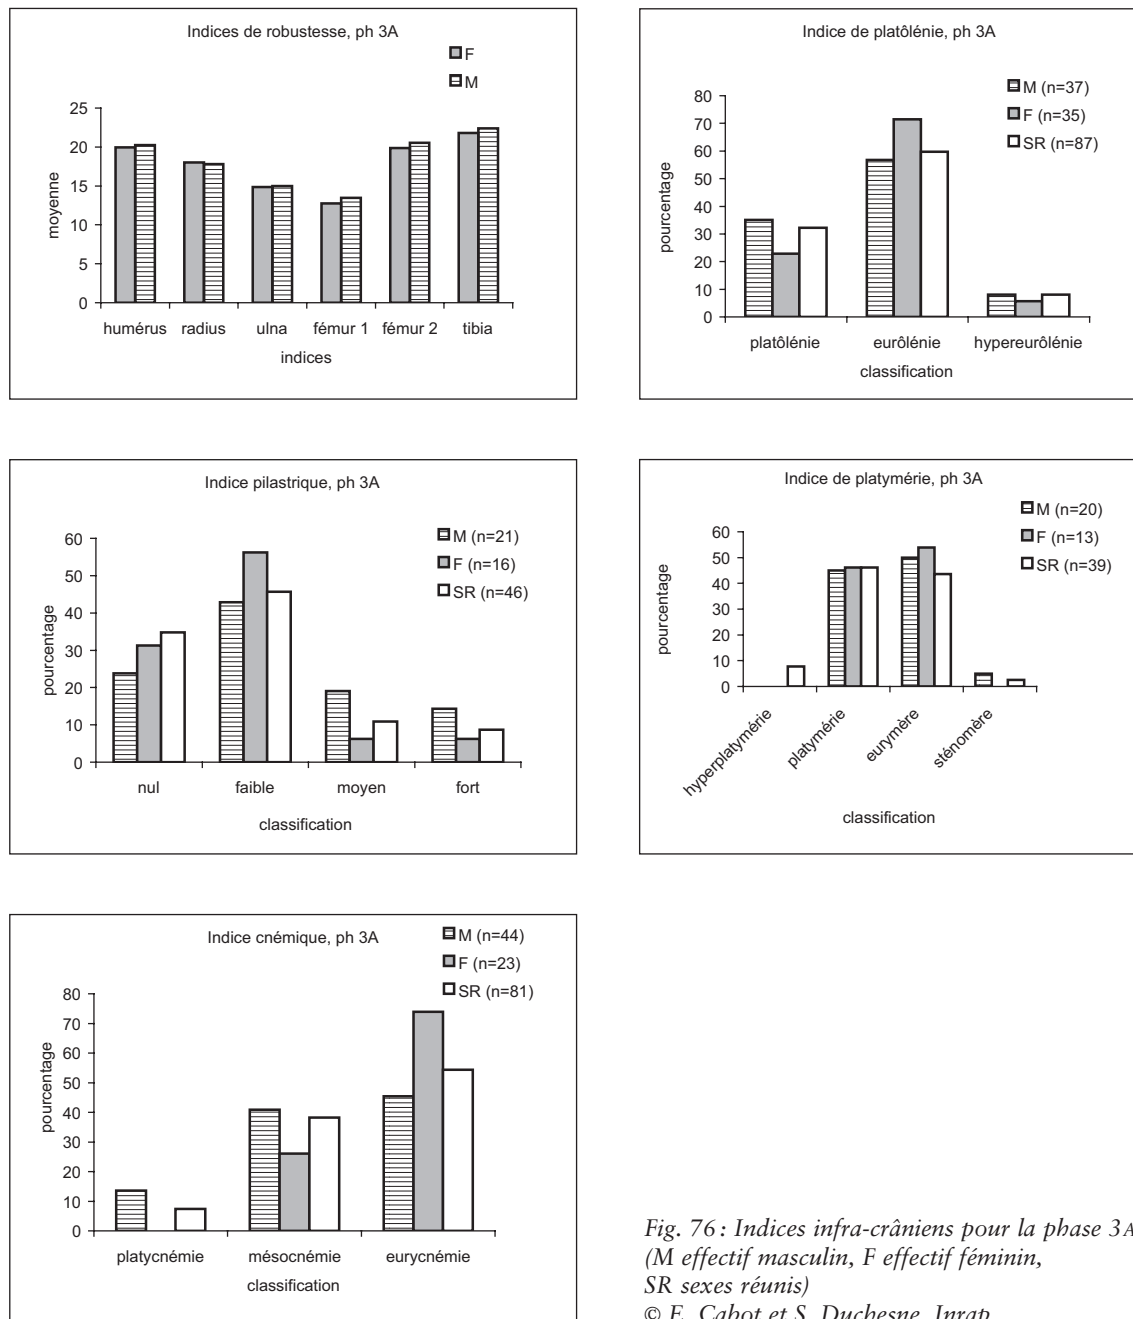 Indices de robustesse, ph 3A
F
M
25
20
15
10
5
0
moyenne
humérus radius ulna fémur 1 fémur 2 tibia
indices
Indice de platôlénie, ph 3A
M (n=37)
F (n=35)
SR (n=87)
80
70
60
50
40
30
20
10
0
pourcentage
platôlénie eurôlénie hypereurôlénie
classification
Indice pilastrique, ph 3A
M (n=21)
F (n=16)
SR (n=46)
60
50
40
30
20
10
0
pourcentage
nul faible moyen fort
classification
Indice de platymérie, ph 3A
M (n=20)
F (n=13)
SR (n=39)
60
50
40
30
20
10
0
pourcentage
hyperplatymérie platymérie eurymère sténomère
classification
Indice cnémique, ph 3A
M (n=44)
F (n=23)
SR (n=81)
80
70
60
50
40
30
20
10
0
pourcentage
platycnémie mésocnémie eurycnémie
classification
Fig. 76 : Indices infra-crâniens pour la phase 3A
(M effectif masculin, F effectif féminin,
SR sexes réunis)
© E. Cabot et S. Duchesne, Inrap